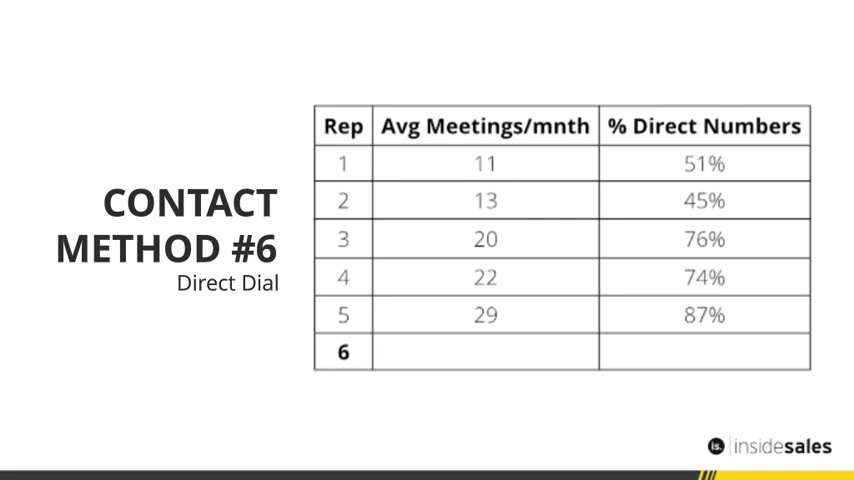 CONTACT
METHOD #6
Direct Dial
Rep Avg Meetings/mnth % Direct Numbers
1 11 51%
2 13 45%
3 20 76%
4 22 74%
5 29 87%
6
is. insidesales